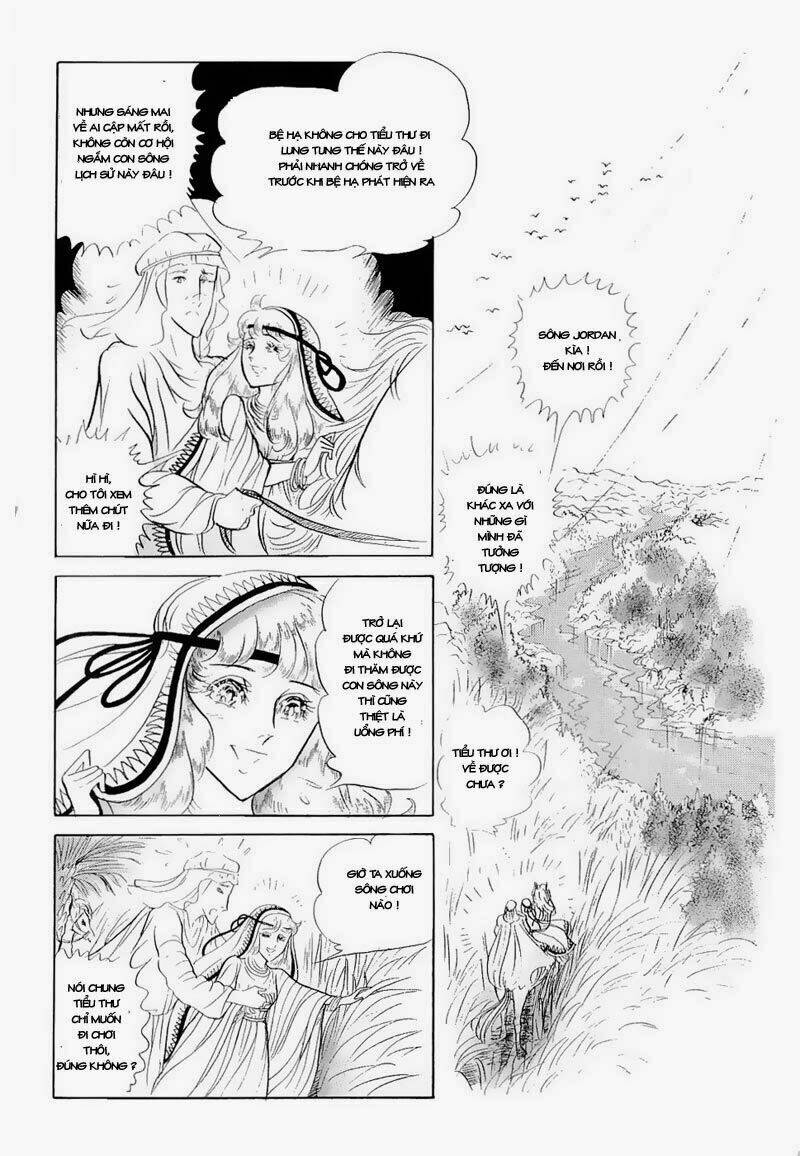 SÔNG JORDAN
KÌA !
ĐẾN NƠI RỒI !
ĐÚNG LÀ
KHÁC XA VỚI
NHỮNG GÌ
MÌNH ĐÃ
TƯỞNG
TƯỢNG !
TIỂU THƯ ƠI !
VỀ ĐƯỢC
CHƯA ?
BỆ HẠ KHÔNG CHO TIỂU THƯ ĐI
LUNG TUNG THẾ NÀY ĐÂU !
PHẢI NHANH CHÓNG TRỞ VỀ
TRƯỚC KHI BỆ HẠ PHÁT HIỆN RA
NHƯNG SÁNG MAI
VỀ AI CẬP MẤT RỒI,
KHÔNG CÒN CƠ HỘI
NGẮM CON SÔNG
LỊCH SỬ NÀY ĐÂU !
HÌ HÌ,
CHO TÔI XEM
THÊM CHÚT
NỮA ĐI !
TRỞ LẠI
ĐƯỢC QUÁ KHỨ
MÀ KHÔNG
ĐI THĂM ĐƯỢC
CON SÔNG NÀY
THÌ CŨNG
THIỆT LÀ
UỔNG PHÍ !
GIỜ TA XUỐNG
SÔNG CHƠI
NÀO !
NÓI CHUNG
TIỂU THƯ
CHỈ MUỐN
ĐI CHƠI
THÔI,
ĐÚNG KHÔNG ?